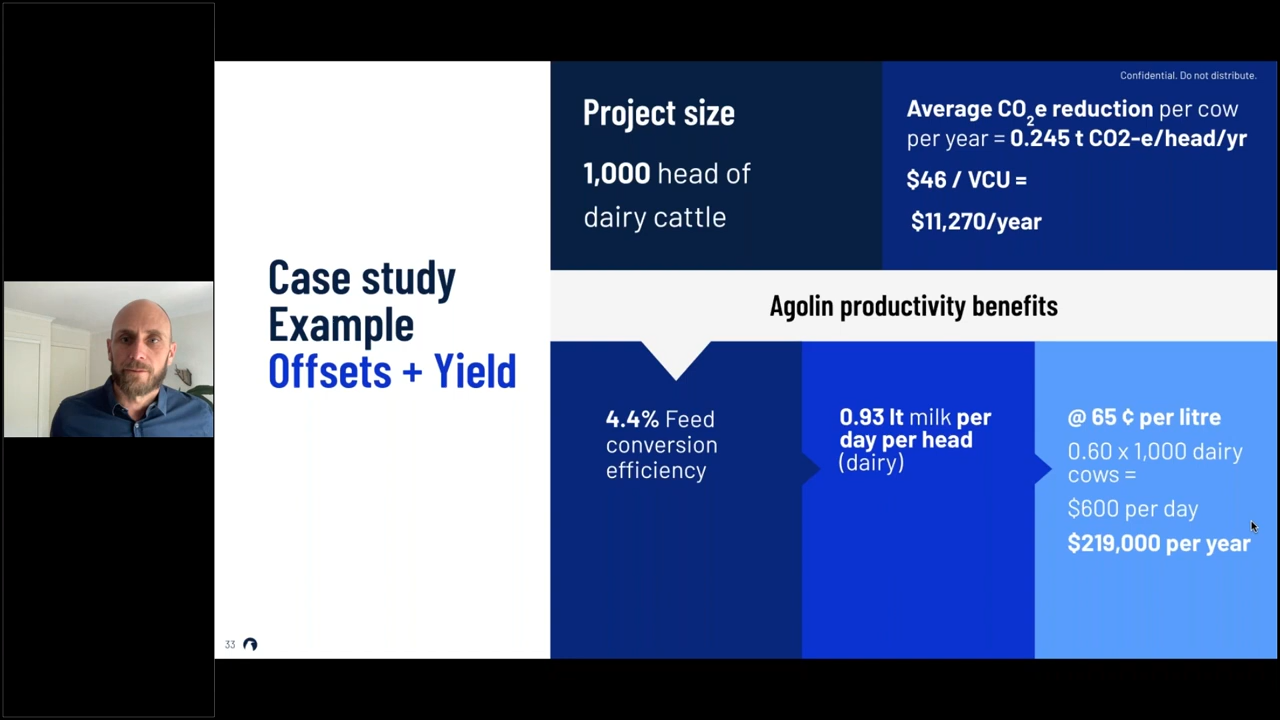 Confidential. Do not distribute.
Case study
Example
Offsets + Yield
Project size
1,000 head of
dairy cattle
Average CO2e reduction per cow
per year = 0.245 t CO2-e/head/yr
$46 / VCU =
$11,270/year
Agolin productivity benefits
4.4% Feed
conversion
efficiency
0.93 lt milk per
day per head
(dairy)
@ 65 ¢ per litre
0.60 x 1,000 dairy
cows =
$600 per day
$219,000 per year
33